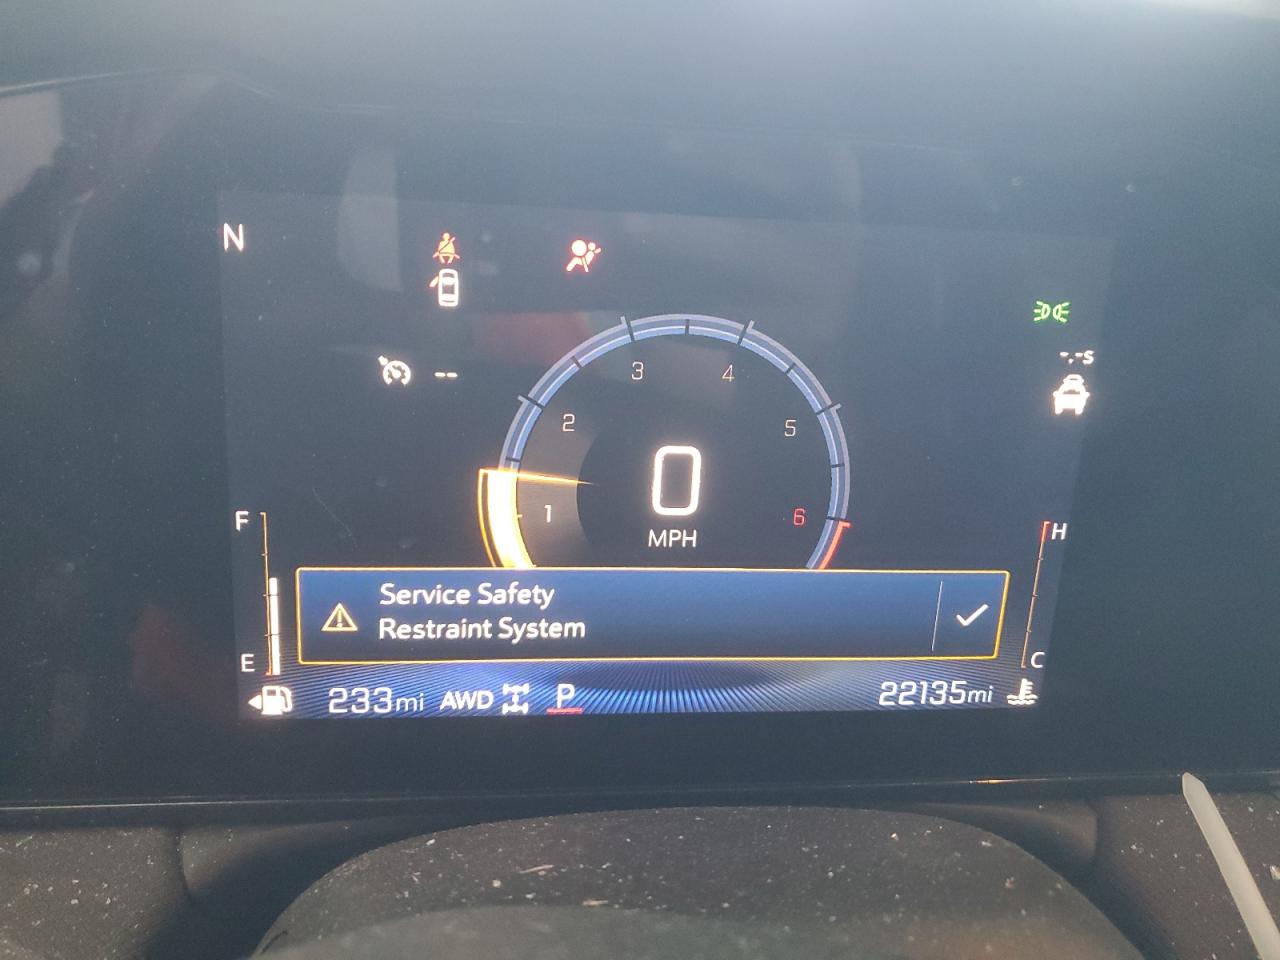 N
--
-.-s
3
4
2
5
1
6
0
MPH
F
H
Service Safety
Restraint System
E
C
233mi AWD P
22135mi